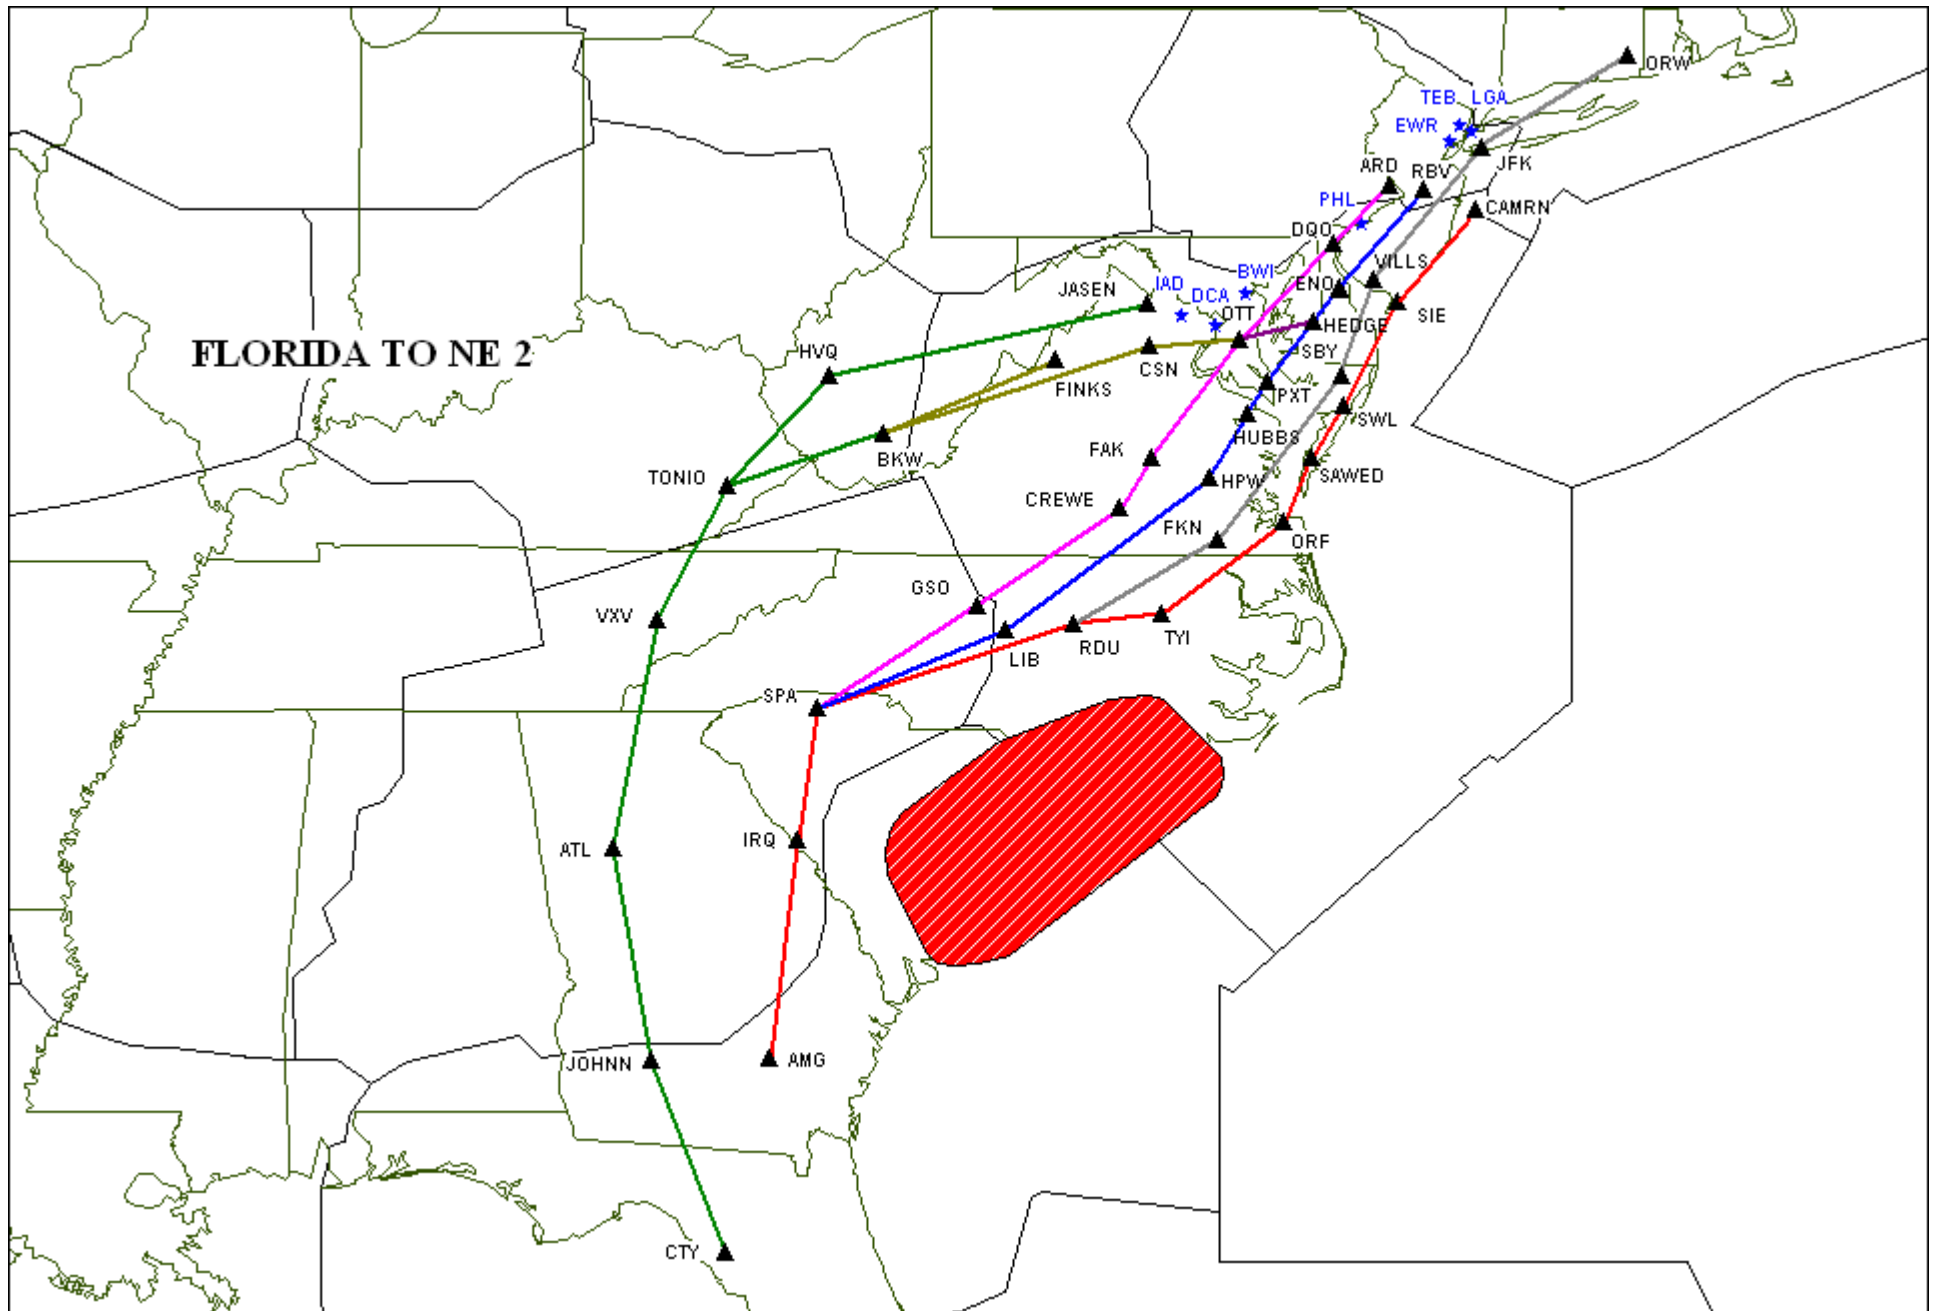 ORW
TEB LGA
EWR
JFK
ARD RBV
PHL
CAMRN
DQO
VILLS
BWI
IAD
JASEN
DCA
ENO
OTT
SIE
HEDGE
FLORIDA TO NE 2
HVQ
SBY
CSN
FINKS
PXT
SWL
HUBBS
FAK
BKW
TONIO
HPW
SAWED
CREWE
FKN
ORF
GSO
VXV
TYI
RDU
LIB
SPA
IRQ
ATL
JOHNN
AMG
CTY